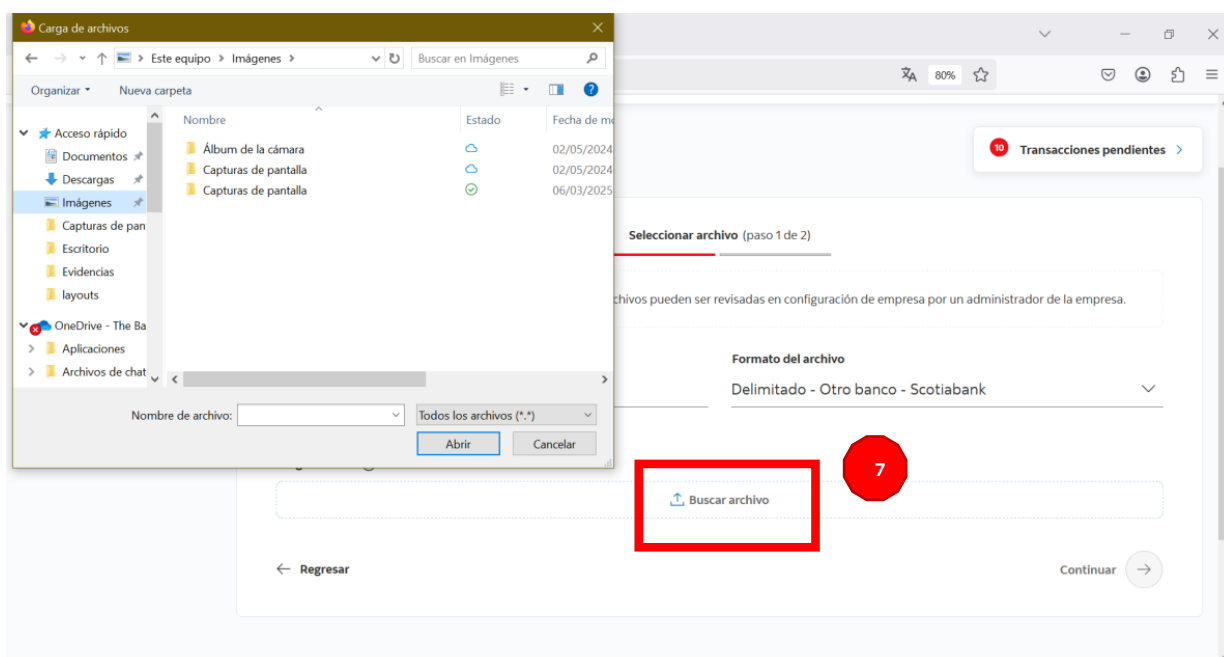 Carga de archivos
Este equipo > Imágenes >
Buscar en Imágenes
Organizar
Nueva carpeta
Nombre
Estado
Fecha de
Acceso rápido
Documentos
Descargas
Imágenes
Capturas de pan
Escritorio
Evidencias
layouts
OneDrive - The Ba
Aplicaciones
Archivos de chat
Álbum de la cámara
02/05/2024
Capturas de pantalla
02/05/2024
Capturas de pantalla
06/03/2025
Nombre de archivo:
Todos los archivos (*.*)
Abrir
Cancelar
80%
10
Transacciones pendientes >
Seleccionar archivo (paso 1 de 2)
chivos pueden ser revisadas en configuración de empresa por un administrador de la empresa.
Formato del archivo
Delimitado - Otro banco - Scotiabank
7
Buscar archivo
← Regresar
Continuar →